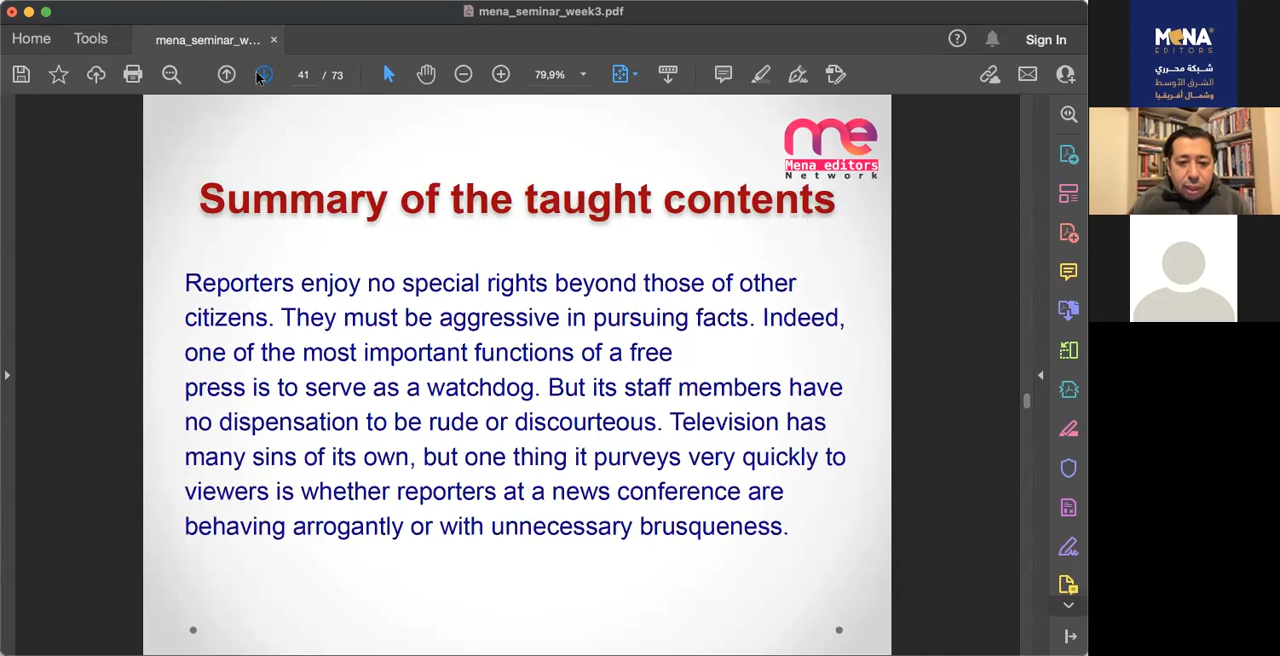 mena_seminar_week3.pdf
Home
Tools
mena_seminar_w...
Sign In
41 / 73
79,9%
me
Mena editors
Network
Summary of the taught contents
Reporters enjoy no special rights beyond those of other
citizens. They must be aggressive in pursuing facts. Indeed,
one of the most important functions of a free
press is to serve as a watchdog. But its staff members have
no dispensation to be rude or discourteous. Television has
many sins of its own, but one thing it purveys very quickly to
viewers is whether reporters at a news conference are
behaving arrogantly or with unnecessary brusqueness.
MENA
EDITORS
شبكة محرري
الشرق الأوسط
وشمـال أفريقيا